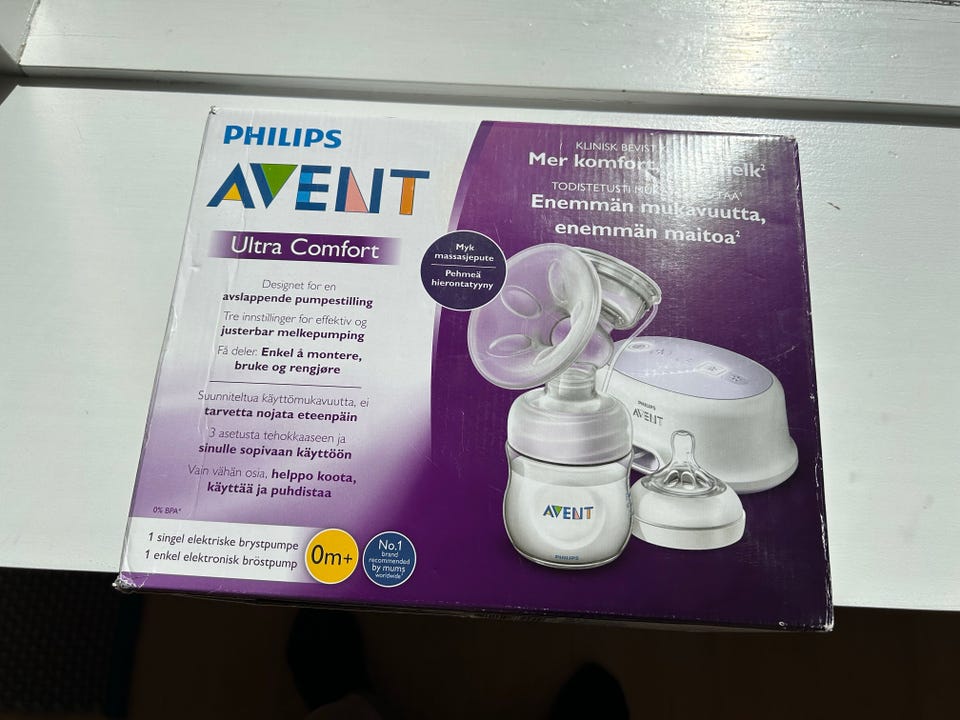 PHILIPS
AVENT
Ultra Comfort
Designet for en
avslappende pumpestilling
Tre innstillinger for effektiv og
justerbar melkepumping
Få deler. Enkel å montere,
bruke og rengjøre
Suunniteltua käyttömukavuutta, ei
tarvetta nojata eteenpäin
3 asetusta tehokkaaseen ja
sinulle sopivaan käyttöön
Vain vähän osia, helppo koota,
käyttää ja puhdistaa
0% BPA*
1 singel elektriske brystpumpe
1 enkel elektronisk bröstpump
0m+
No.1
brand
recommended
by mums
worldwide
KLINISK BEVIST
Mer komfort
TODISTETUSTI
Enemmän mukavuutta,
enemmän maitoa²
Myk
massasjepute
Pehmeä
hierontatyyny
PHILIPS
AVENT
AVENT
PHILIPS